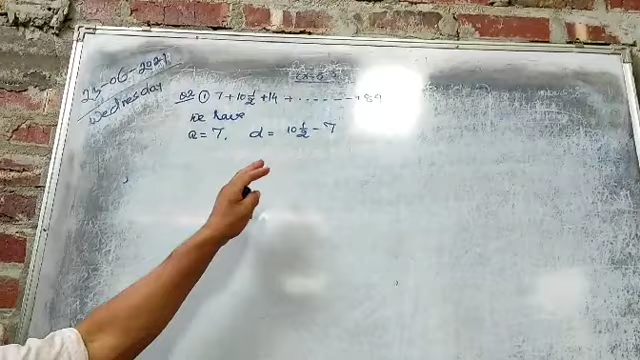 23-06-2021
Wednesday
Q2 ① 7 + 10½ + 14 + ........ + 84
We have
a = 7, d = 10½ - 7